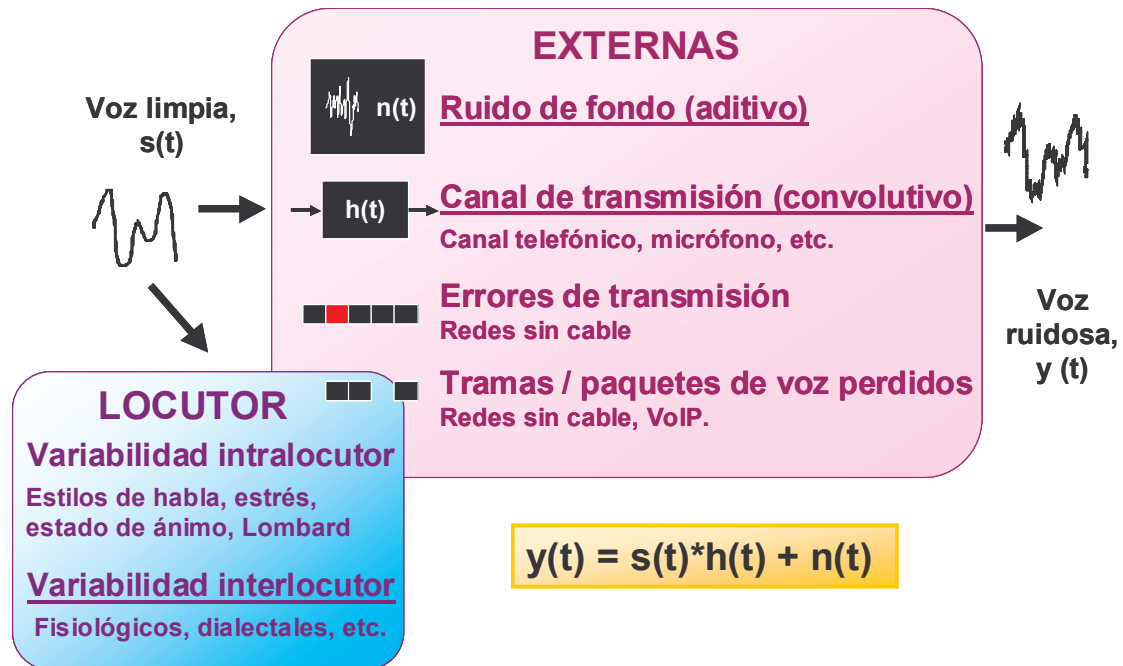 EXTERNAS
Voz limpia,
s(t)
n(t)
Ruido de fondo (aditivo)
h(t)
Canal de transmisión (convolutivo)
Canal telefónico, micrófono, etc.
Errores de transmisión
Redes sin cable
Tramas / paquetes de voz perdidos
Redes sin cable, VoIP.
Voz
ruidosa,
y (t)
LOCUTOR
Variabilidad intralocutor
Estilos de habla, estrés,
estado de ánimo, Lombard
Variabilidad interlocutor
Fisiológicos, dialectales, etc.
y(t) = s(t)*h(t) + n(t)